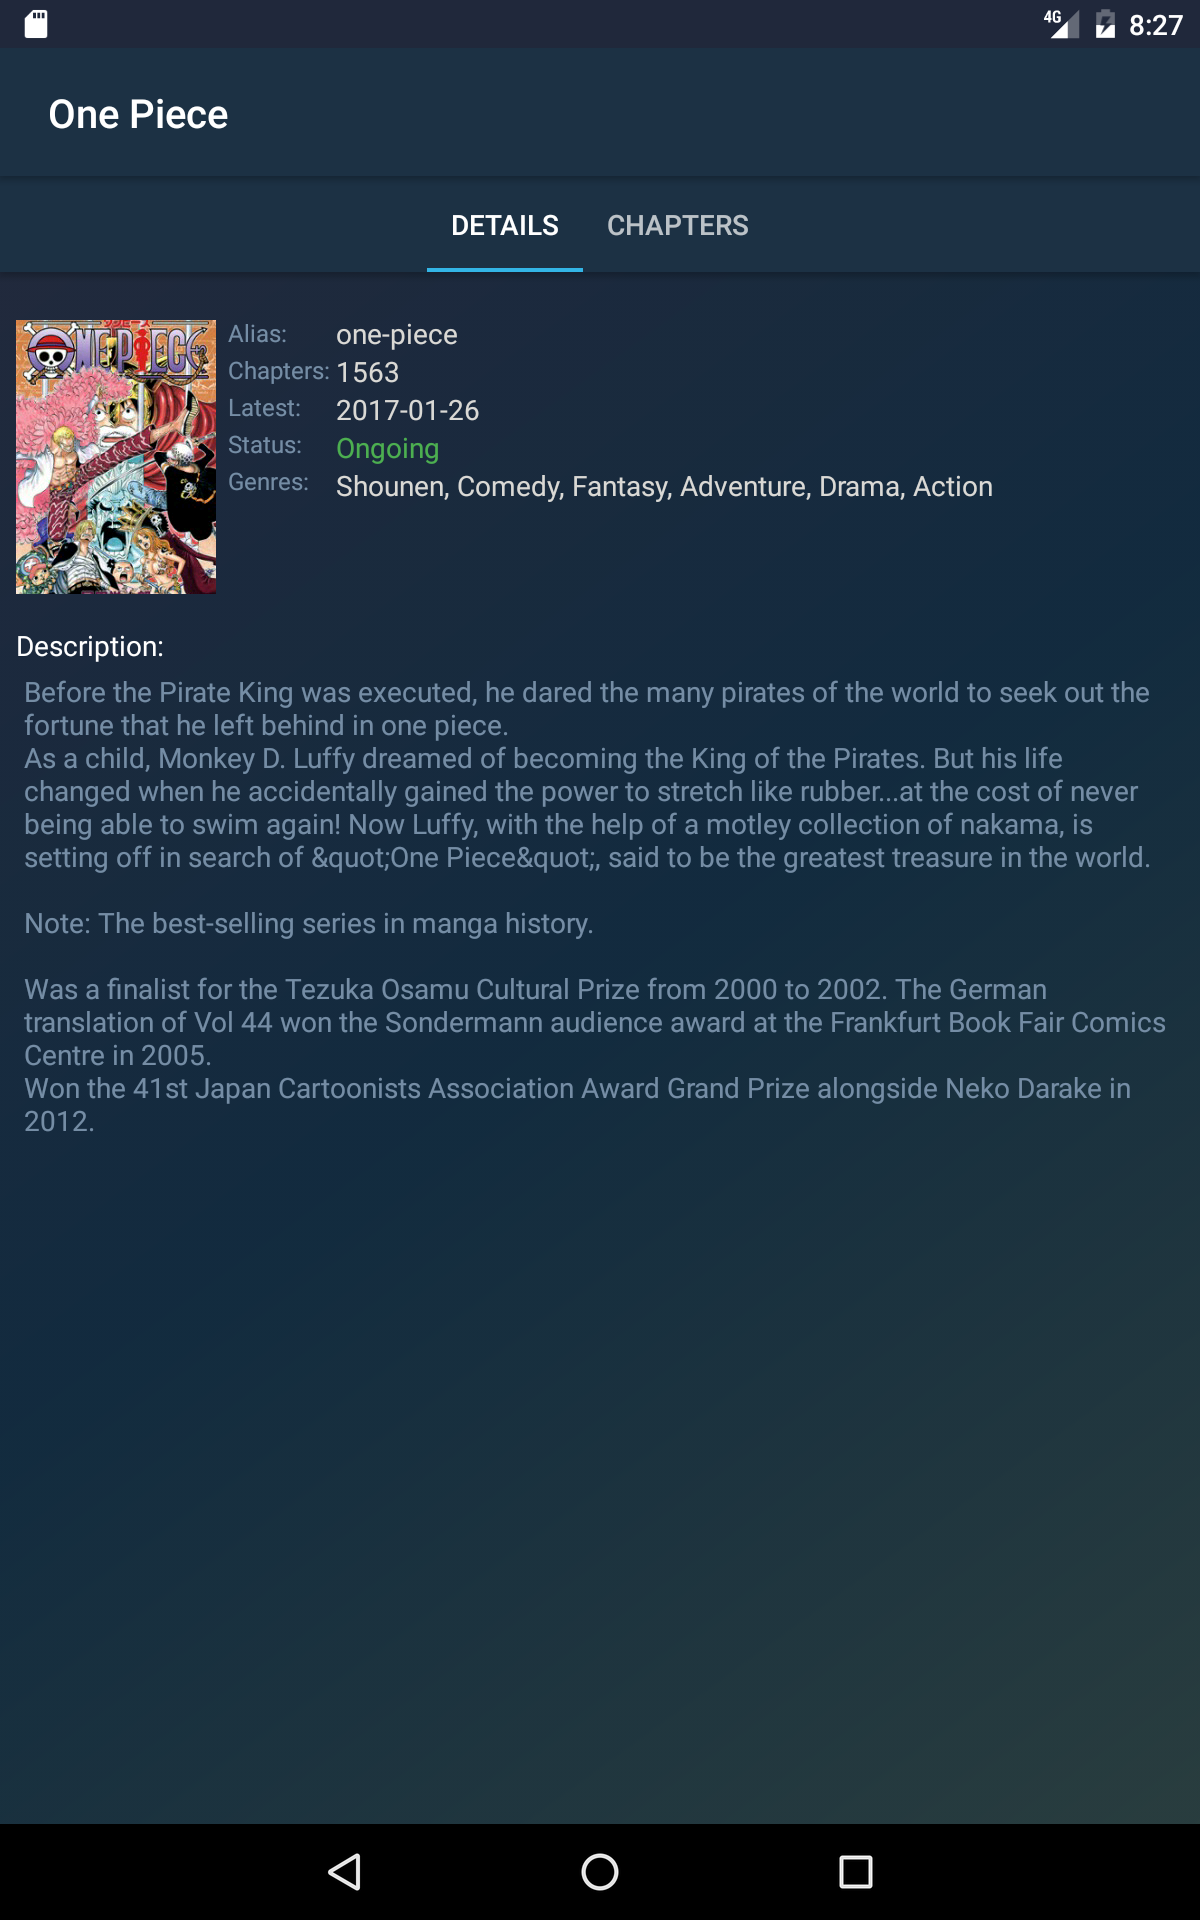 4G 8:27
One Piece
DETAILS CHAPTERS
ONE PIECE
Alias: one-piece
Chapters: 1563
Latest: 2017-01-26
Status: Ongoing
Genres: Shounen, Comedy, Fantasy, Adventure, Drama, Action
Description:
Before the Pirate King was executed, he dared the many pirates of the world to seek out the
fortune that he left behind in one piece.
As a child, Monkey D. Luffy dreamed of becoming the King of the Pirates. But his life
changed when he accidentally gained the power to stretch like rubber...at the cost of never
being able to swim again! Now Luffy, with the help of a motley collection of nakama, is
setting off in search of &quot;One Piece&quot;, said to be the greatest treasure in the world.
Note: The best-selling series in manga history.
Was a finalist for the Tezuka Osamu Cultural Prize from 2000 to 2002. The German
translation of Vol 44 won the Sondermann audience award at the Frankfurt Book Fair Comics
Centre in 2005.
Won the 41st Japan Cartoonists Association Award Grand Prize alongside Neko Darake in
2012.